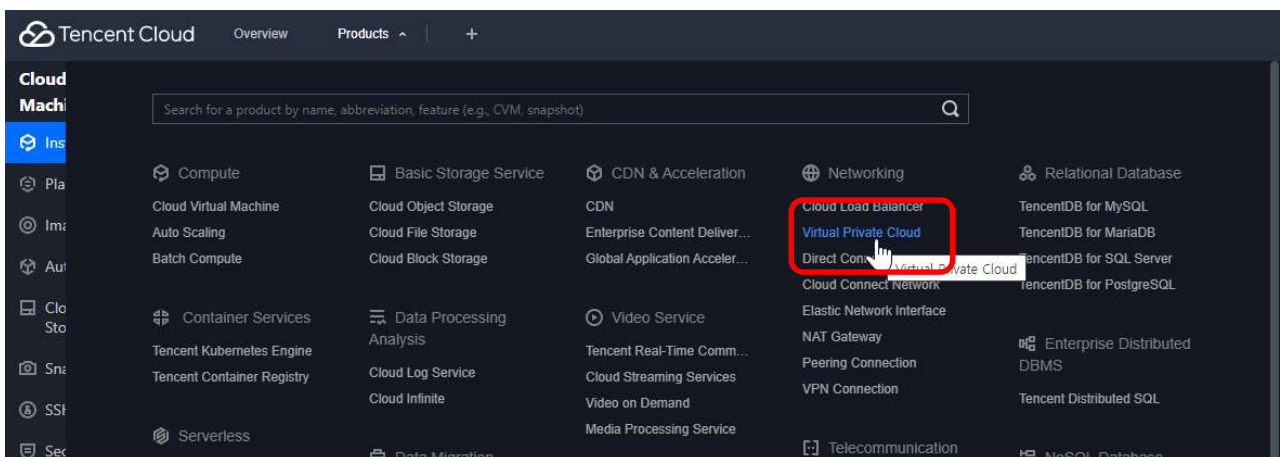 Tencent Cloud Overview Products +
Cloud
Machi
Search for a product by name, abbreviation, feature (e.g., CVM, snapshot)
Ins
Pla
Ima
Aut
Clo
Sto
Sna
SSH
Sec
Compute
Cloud Virtual Machine
Auto Scaling
Batch Compute
Container Services
Tencent Kubernetes Engine
Tencent Container Registry
Serverless
Basic Storage Service
Cloud Object Storage
Cloud File Storage
Cloud Block Storage
Data Processing
Analysis
Cloud Log Service
Cloud Infinite
Data Migration
CDN & Acceleration
CDN
Enterprise Content Deliver...
Global Application Acceler...
Video Service
Tencent Real-Time Comm...
Cloud Streaming Services
Video on Demand
Media Processing Service
Networking
Cloud Load Balancer
Virtual Private Cloud
Direct Conn
Virtual Private Cloud
Cloud Connect Network
Elastic Network Interface
NAT Gateway
Peering Connection
VPN Connection
Telecommunication
Relational Database
TencentDB for MySQL
TencentDB for MariaDB
TencentDB for SQL Server
TencentDB for PostgreSQL
Enterprise Distributed
DBMS
Tencent Distributed SQL
NoSQL Database